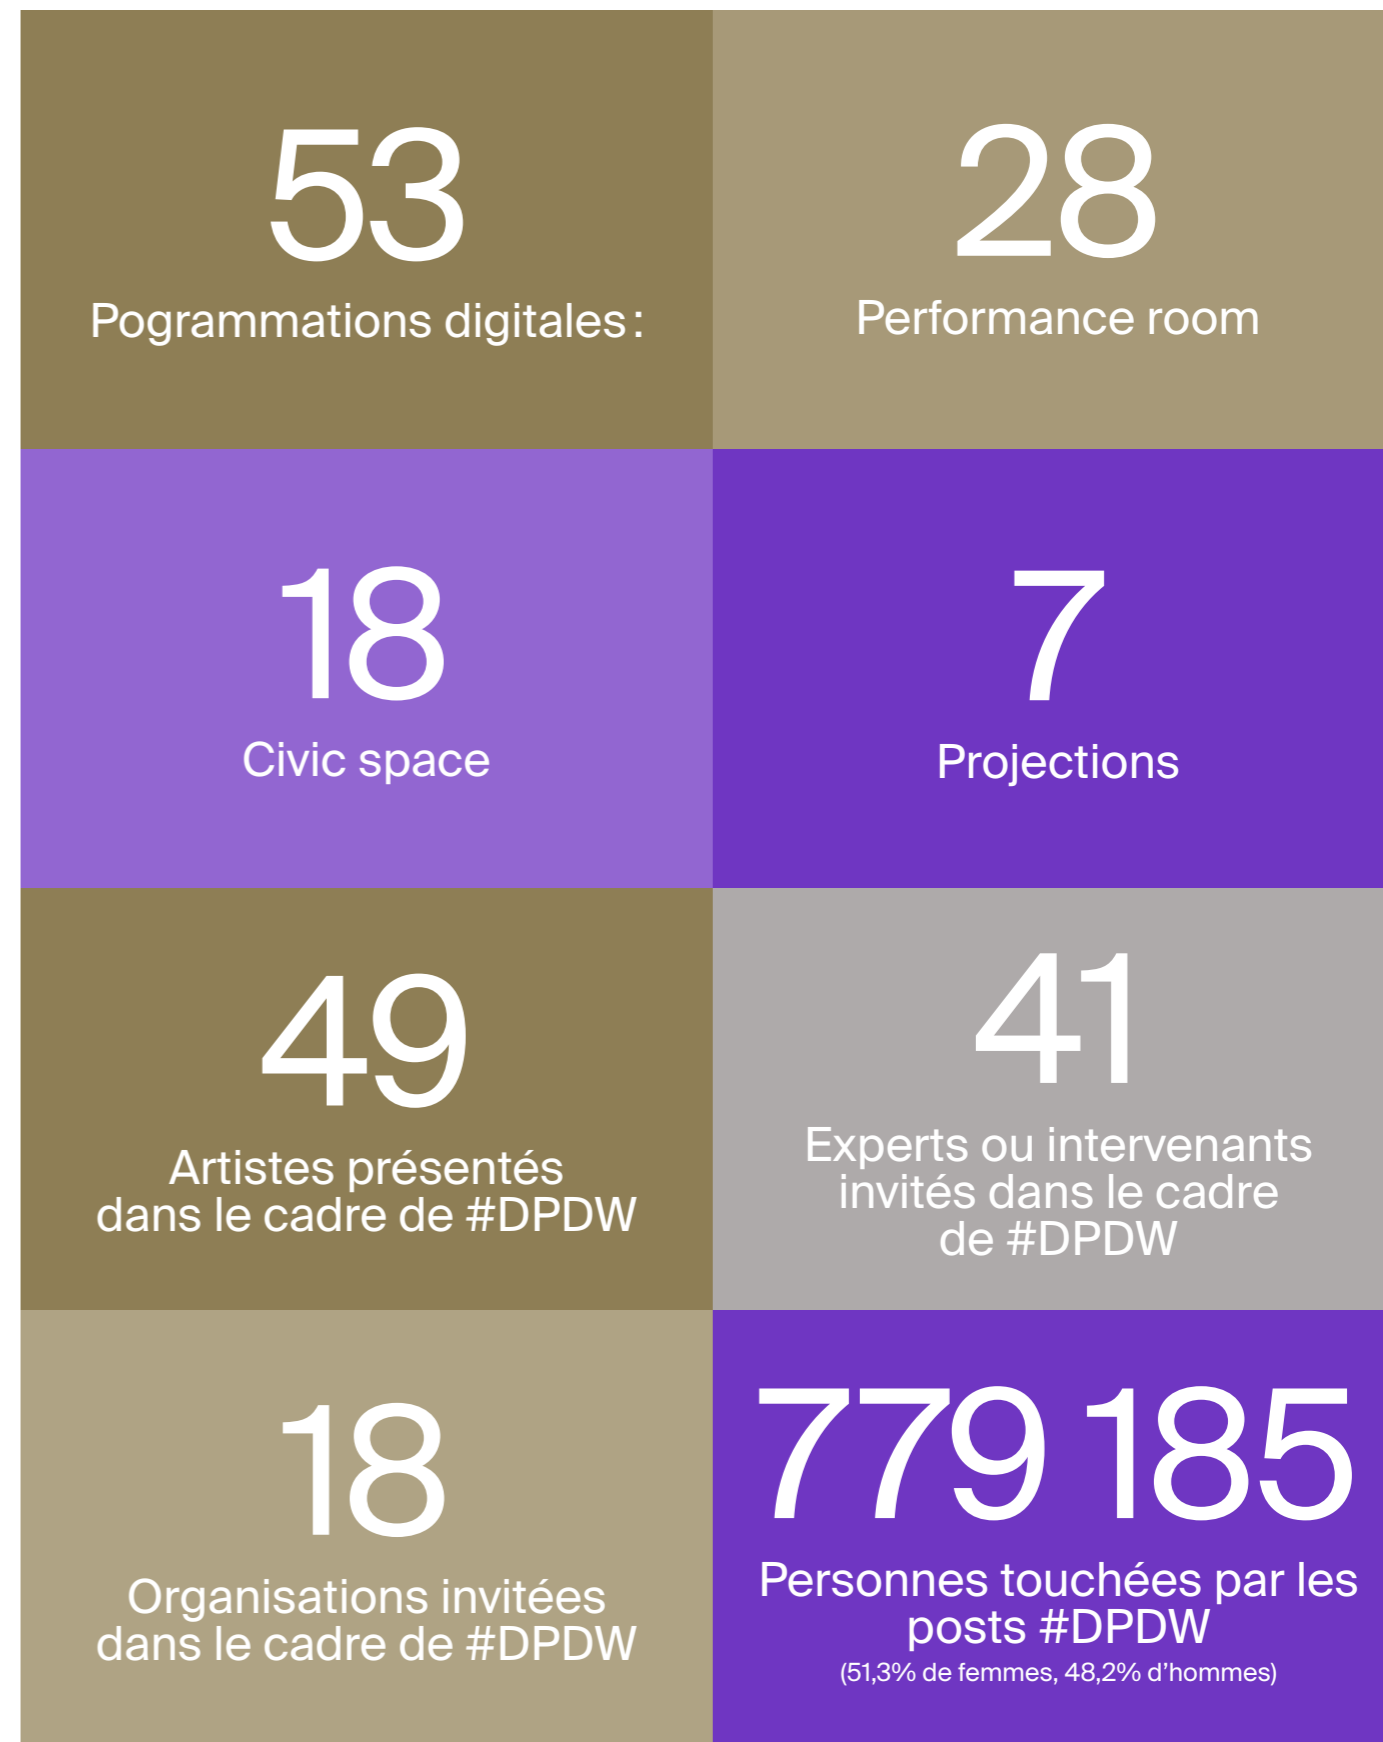 53
Pogrammations digitales :
28
Performance room
18
Civic space
7
Projections
49
Artistes présentés
dans le cadre de #DPDW
41
Experts ou intervenants
invités dans le cadre
de #DPDW
18
Organisations invitées
dans le cadre de #DPDW
779 185
Personnes touchées par les
posts #DPDW
(51,3% de femmes, 48,2% d’hommes)